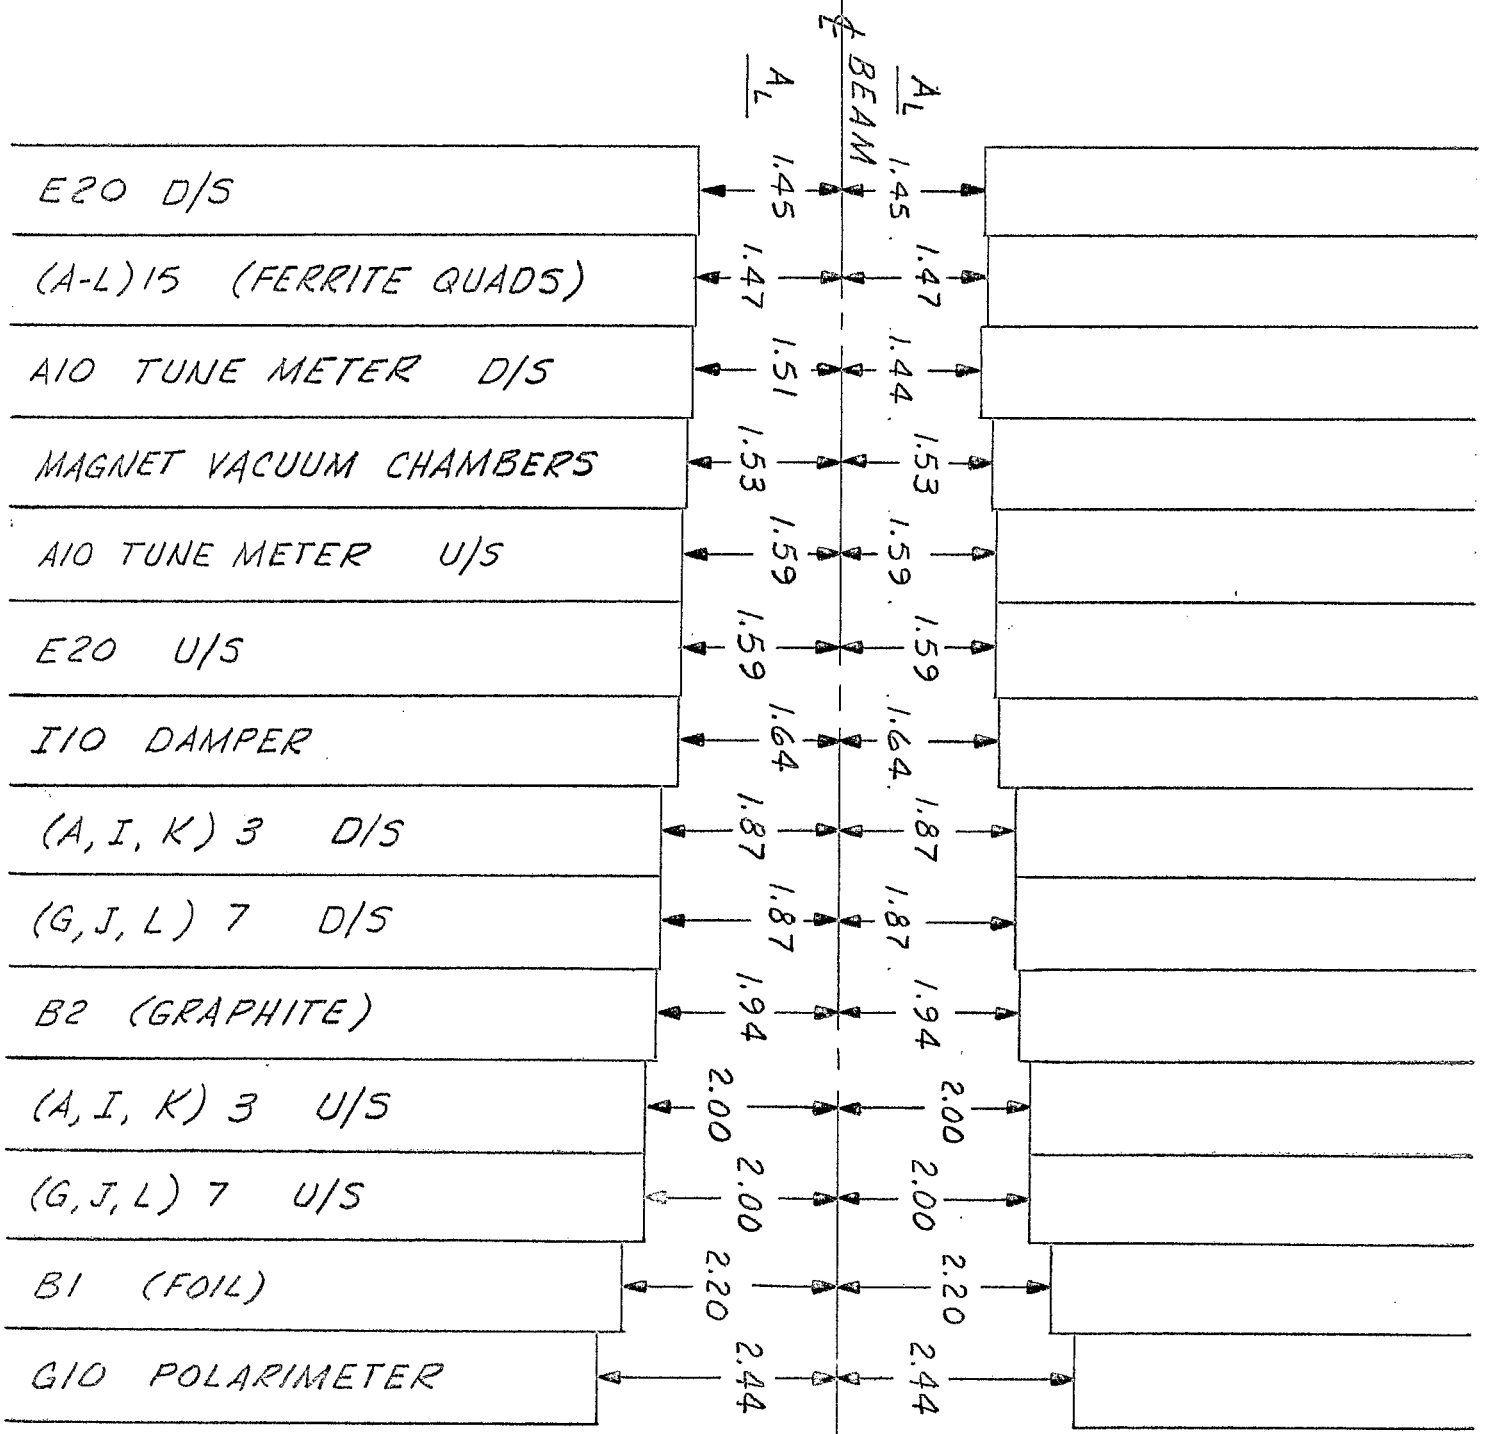 ℄ BEAM
A_L A_L
E20 D/S 1.45 1.45
(A-L)15 (FERRITE QUADS) 1.47 1.47
A10 TUNE METER D/S 1.51 1.44
MAGNET VACUUM CHAMBERS 1.53 1.53
A10 TUNE METER U/S 1.59 1.59
E20 U/S 1.59 1.59
I10 DAMPER 1.64 1.64
(A, I, K) 3 D/S 1.87 1.87
(G, J, L) 7 D/S 1.87 1.87
B2 (GRAPHITE) 1.94 1.94
(A, I, K) 3 U/S 2.00 2.00
(G, J, L) 7 U/S 2.00 2.00
B1 (FOIL) 2.20 2.20
G10 POLARIMETER 2.44 2.44